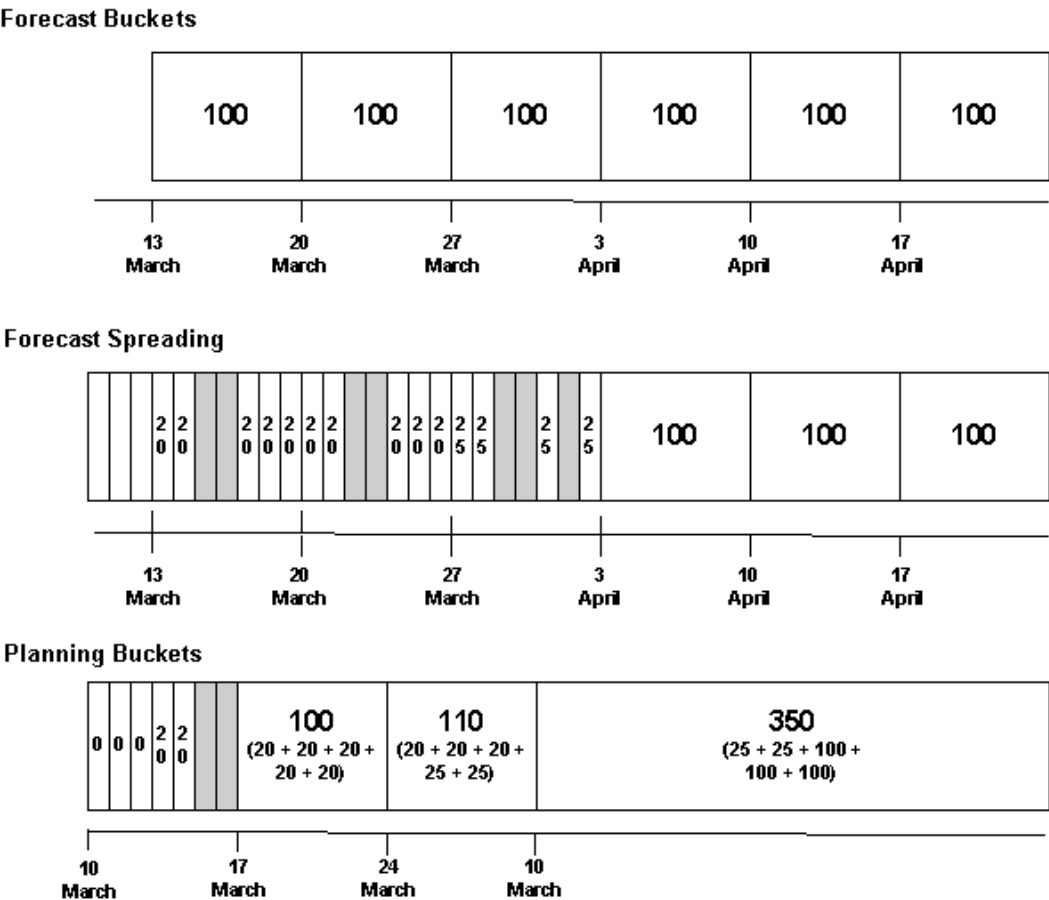 Forecast Buckets
100 100 100 100 100 100
13 20 27 3 10 17
March March March April April April
Forecast Spreading
20 20 20 20 20 20 20 20 20 20 25 25 25 25 100 100 100
13 20 27 3 10 17
March March March April April April
Planning Buckets
0 0 0 20 20
100 110 350
(20 + 20 + 20 + (20 + 20 + 20 + (25 + 25 + 100 +
20 + 20) 25 + 25) 100 + 100)
10 17 24 10
March March March March